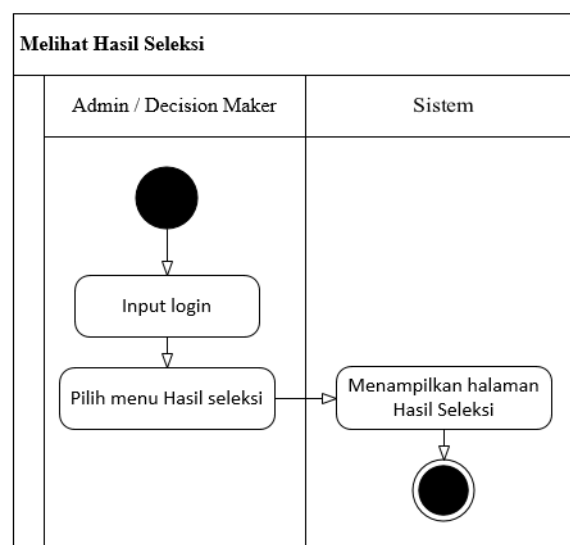 Melihat Hasil Seleksi
Admin / Decision Maker
Sistem
Input login
Pilih menu Hasil seleksi
Menampilkan halaman
Hasil Seleksi